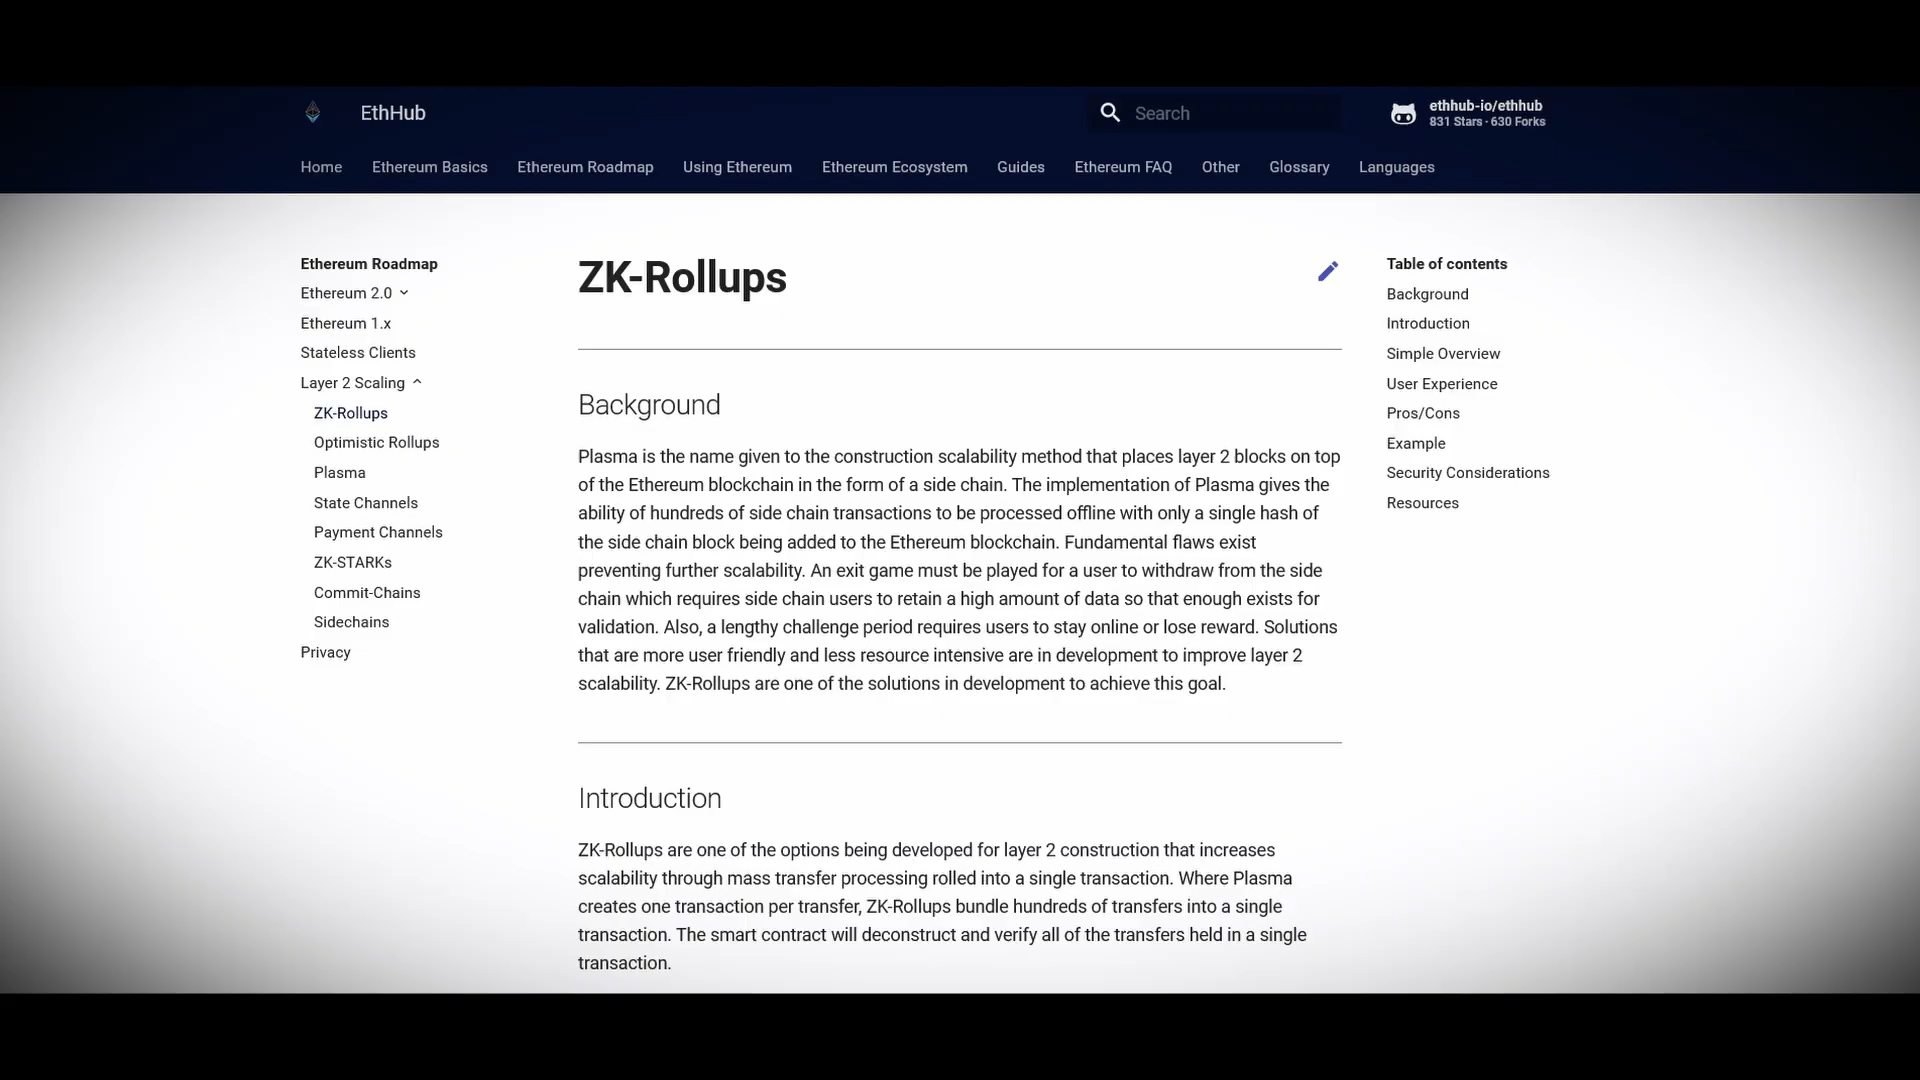 EthHub
Search
ethhub-io/ethhub
831 Stars · 630 Forks
Home
Ethereum Basics
Ethereum Roadmap
Using Ethereum
Ethereum Ecosystem
Guides
Ethereum FAQ
Other
Glossary
Languages
Ethereum Roadmap
Ethereum 2.0
Ethereum 1.x
Stateless Clients
Layer 2 Scaling
ZK-Rollups
Optimistic Rollups
Plasma
State Channels
Payment Channels
ZK-STARKs
Commit-Chains
Sidechains
Privacy
ZK-Rollups
Background
Plasma is the name given to the construction scalability method that places layer 2 blocks on top
of the Ethereum blockchain in the form of a side chain. The implementation of Plasma gives the
ability of hundreds of side chain transactions to be processed offline with only a single hash of
the side chain block being added to the Ethereum blockchain. Fundamental flaws exist
preventing further scalability. An exit game must be played for a user to withdraw from the side
chain which requires side chain users to retain a high amount of data so that enough exists for
validation. Also, a lengthy challenge period requires users to stay online or lose reward. Solutions
that are more user friendly and less resource intensive are in development to improve layer 2
scalability. ZK-Rollups are one of the solutions in development to achieve this goal.
Introduction
ZK-Rollups are one of the options being developed for layer 2 construction that increases
scalability through mass transfer processing rolled into a single transaction. Where Plasma
creates one transaction per transfer, ZK-Rollups bundle hundreds of transfers into a single
transaction. The smart contract will deconstruct and verify all of the transfers held in a single
transaction.
Table of contents
Background
Introduction
Simple Overview
User Experience
Pros/Cons
Example
Security Considerations
Resources